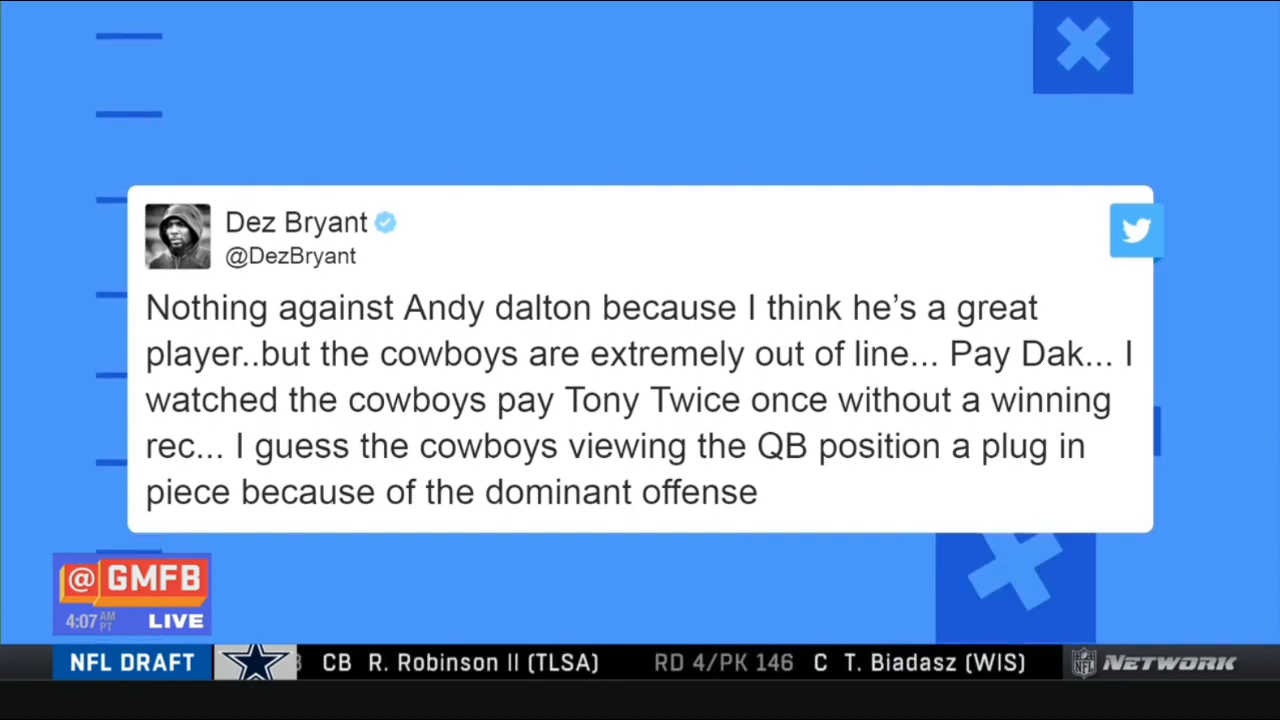 Dez Bryant
@DezBryant
Nothing against Andy dalton because I think he’s a great
player..but the cowboys are extremely out of line... Pay Dak... I
watched the cowboys pay Tony Twice once without a winning
rec... I guess the cowboys viewing the QB position a plug in
piece because of the dominant offense
@ GMFB
4:07 AM PT LIVE
NFL DRAFT CB R. Robinson II (TLSA) RD 4/PK 146 C T. Biadasz (WIS) NFL NETWORK